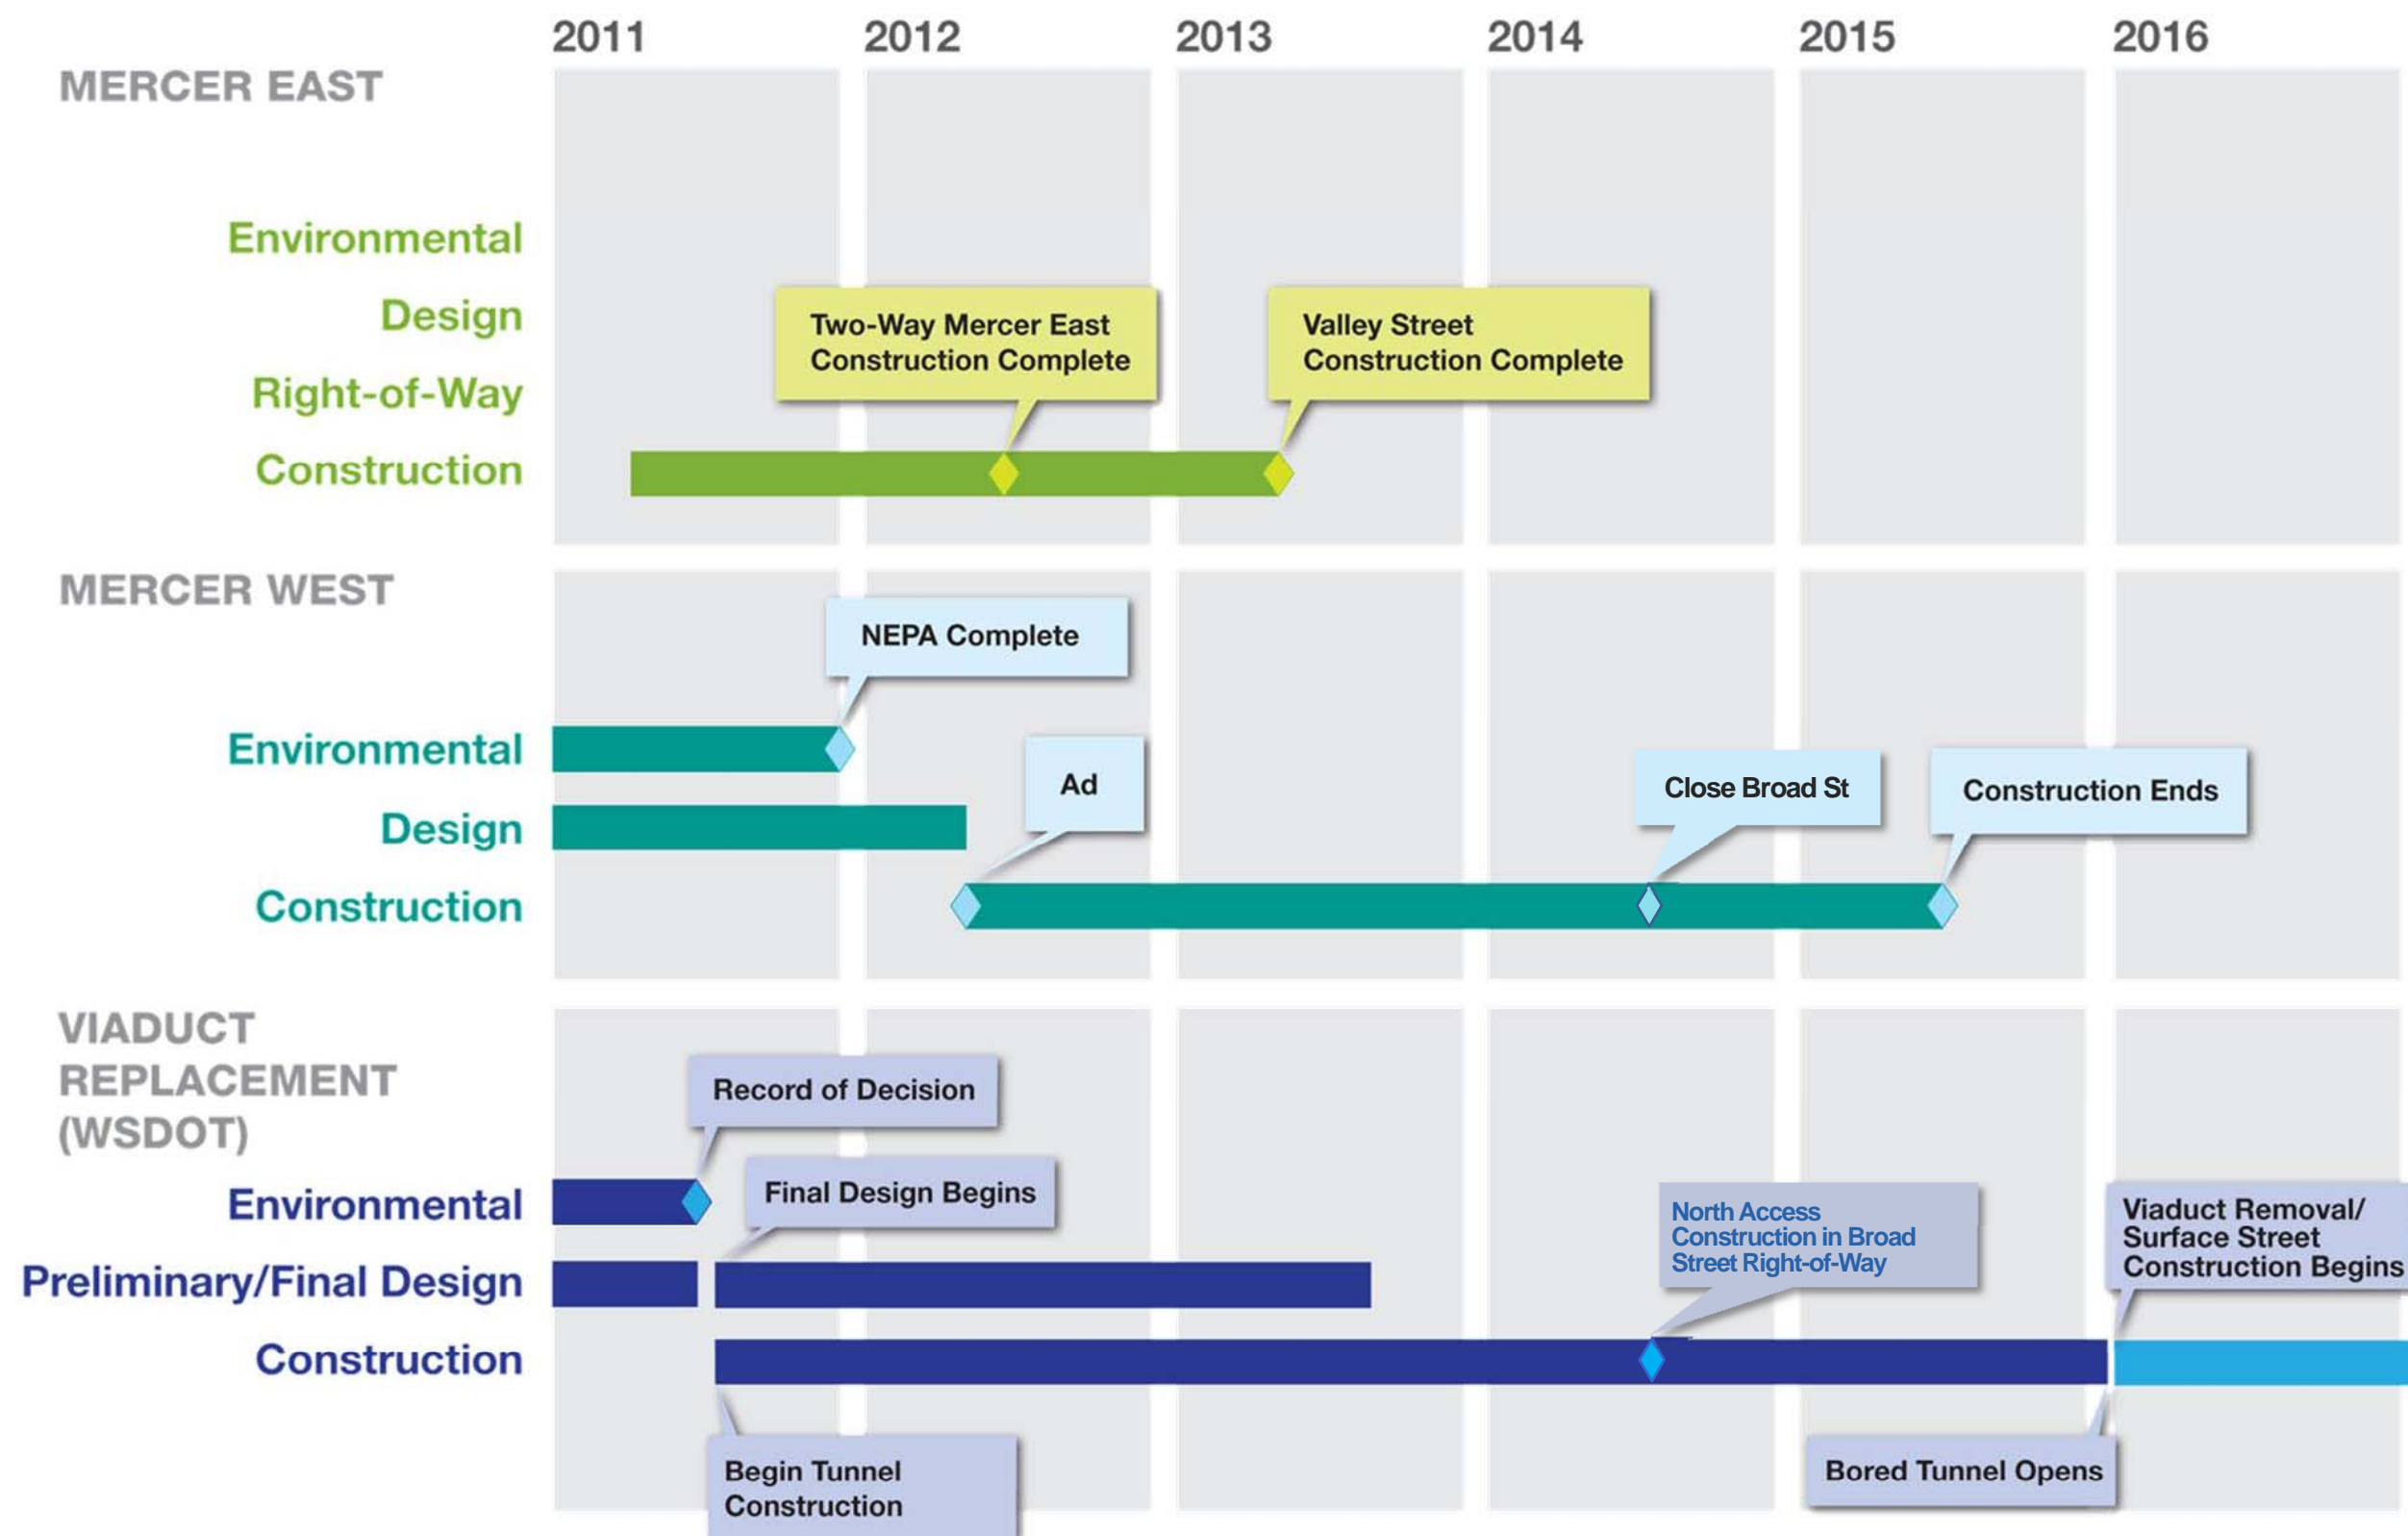 2011 2012 2013 2014 2015 2016
MERCER EAST
Environmental
Design
Two-Way Mercer East
Construction Complete
Valley Street
Construction Complete
Right-of-Way
Construction
MERCER WEST
NEPA Complete
Environmental
Ad
Close Broad St
Construction Ends
Design
Construction
VIADUCT
REPLACEMENT
(WSDOT)
Record of Decision
Environmental
Final Design Begins
North Access
Construction in Broad
Street Right-of-Way
Viaduct Removal/
Surface Street
Construction Begins
Preliminary/Final Design
Construction
Begin Tunnel
Construction
Bored Tunnel Opens